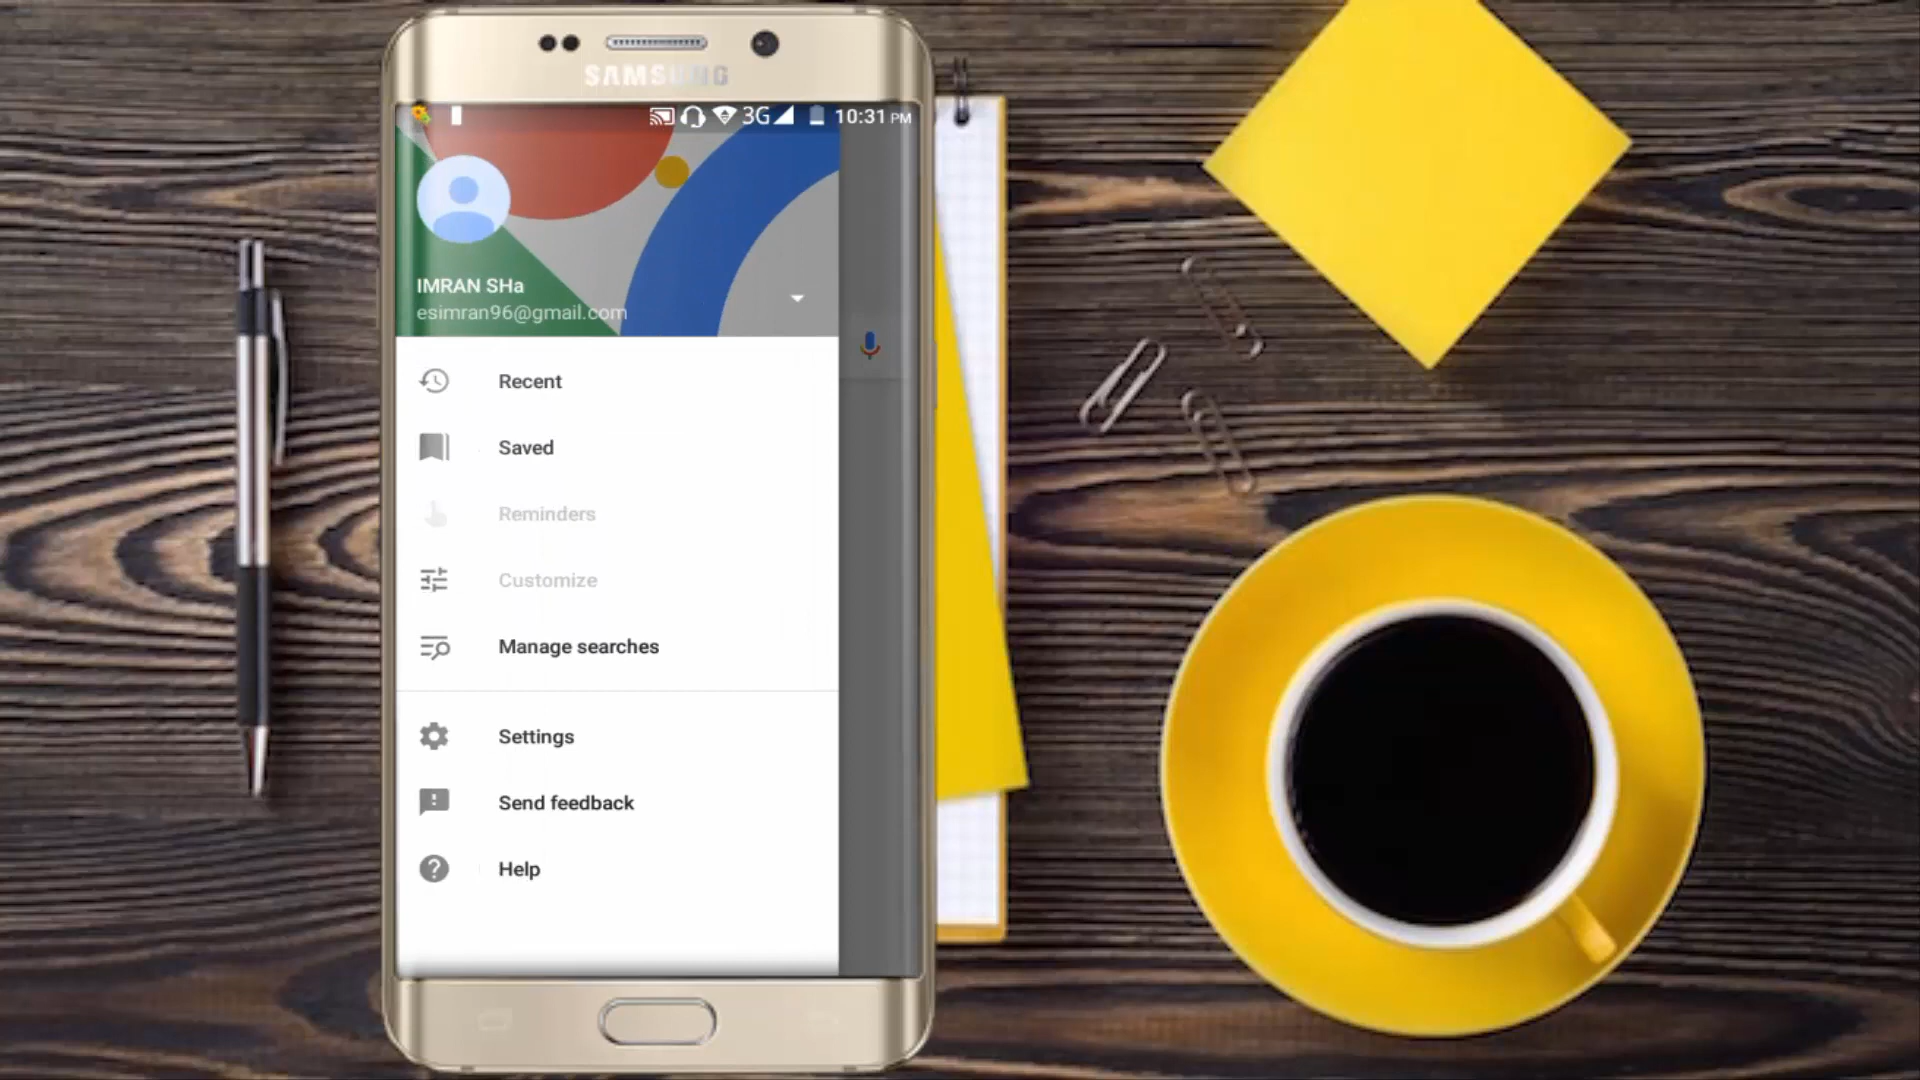 SAMSUNG
3G 10:31 PM
IMRAN SHa
esimran96@gmail.com
Recent
Saved
Reminders
Customize
Manage searches
Settings
Send feedback
Help